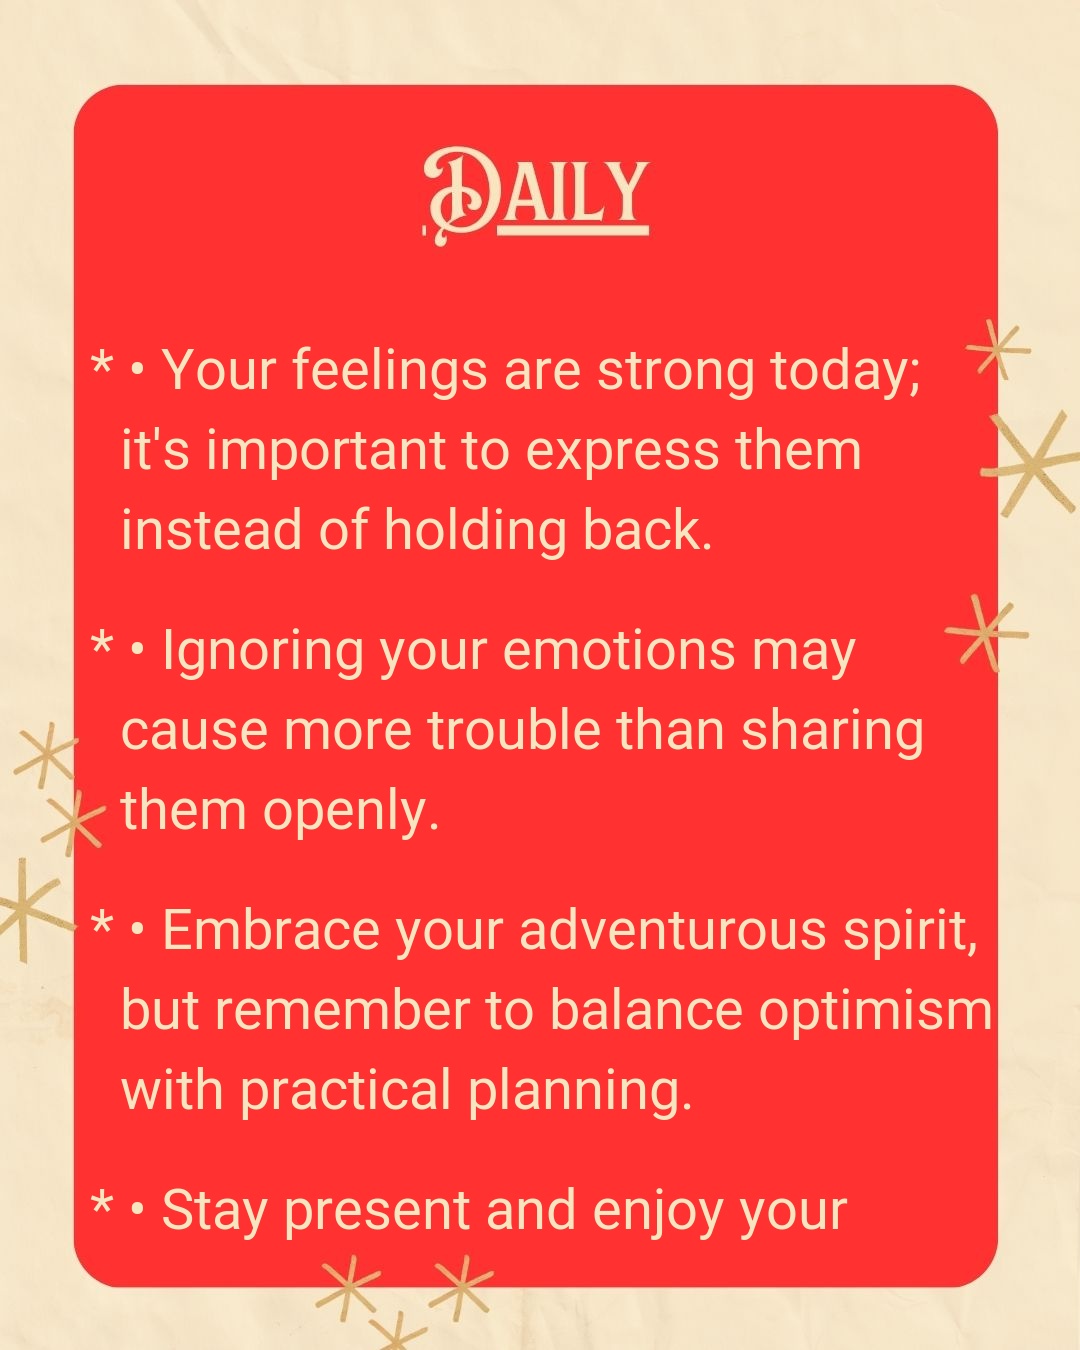 DAILY
* • Your feelings are strong today;
it's important to express them
instead of holding back.
* • Ignoring your emotions may
cause more trouble than sharing
them openly.
* • Embrace your adventurous spirit,
but remember to balance optimism
with practical planning.
* • Stay present and enjoy your